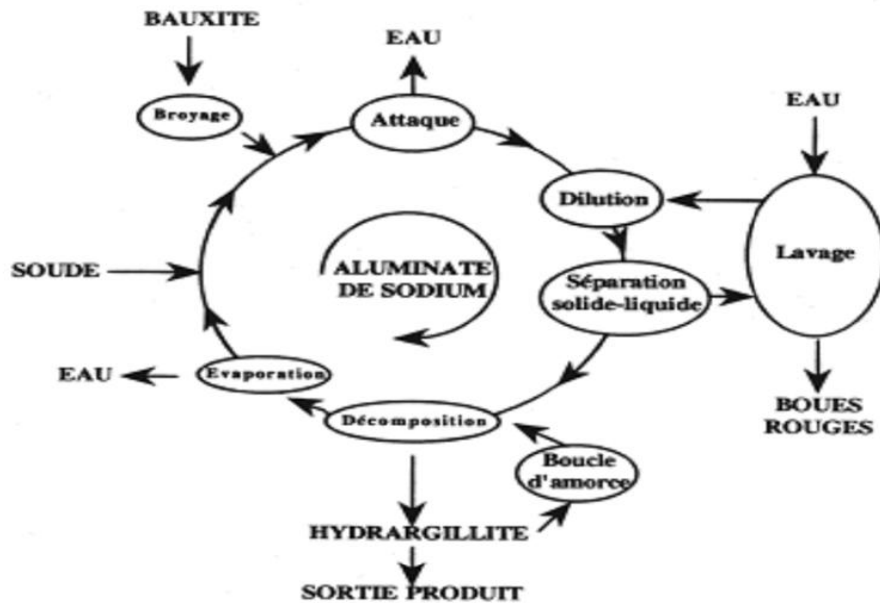 BAUXITE
EAU
Broyage
Attaque
EAU
Dilution
Lavage
SOUDE
ALUMINATE
DE SODIUM
Séparation
solide-liquide
EAU
Evaporation
Décomposition
BOUES
ROUGES
Boucle
d'amorce
HYDRARGILLITE
SORTIE PRODUIT